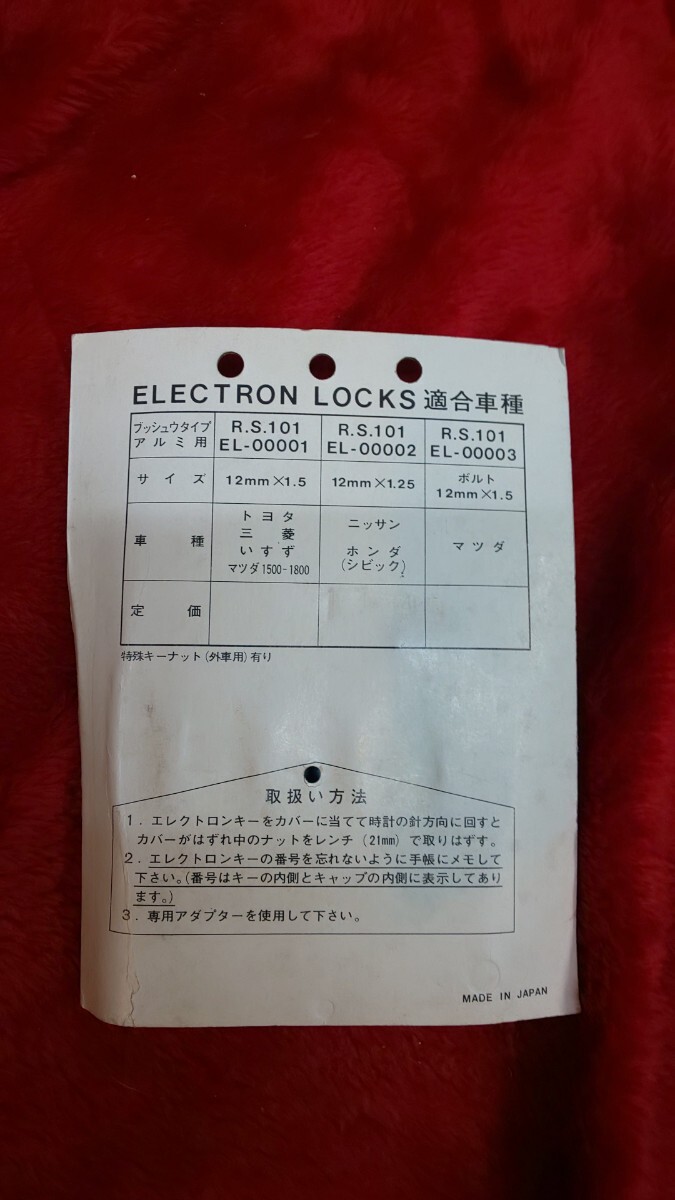 ELECTRON LOCKS 適合車種
ブッシュウタイプ
アルミ用
R.S.101
EL-00001
R.S.101
EL-00002
R.S.101
EL-00003
サイズ
12mm×1.5
12mm×1.25
ボルト
12mm×1.5
車種
トヨタ
三菱
いすず
マツダ1500-1800
ニッサン
ホンダ
(シビック)
マツダ
定価
特殊キーナット(外車用)有り
取扱い方法
1．エレクトロンキーをカバーに当てて時計の針方向に回すと
カバーがはずれ中のナットをレンチ(21mm)で取りはずす。
2．エレクトロンキーの番号を忘れないように手帳にメモして
下さい。(番号はキーの内側とキャップの内側に表示してあり
ます。)
3．専用アダプターを使用して下さい。
MADE IN JAPAN